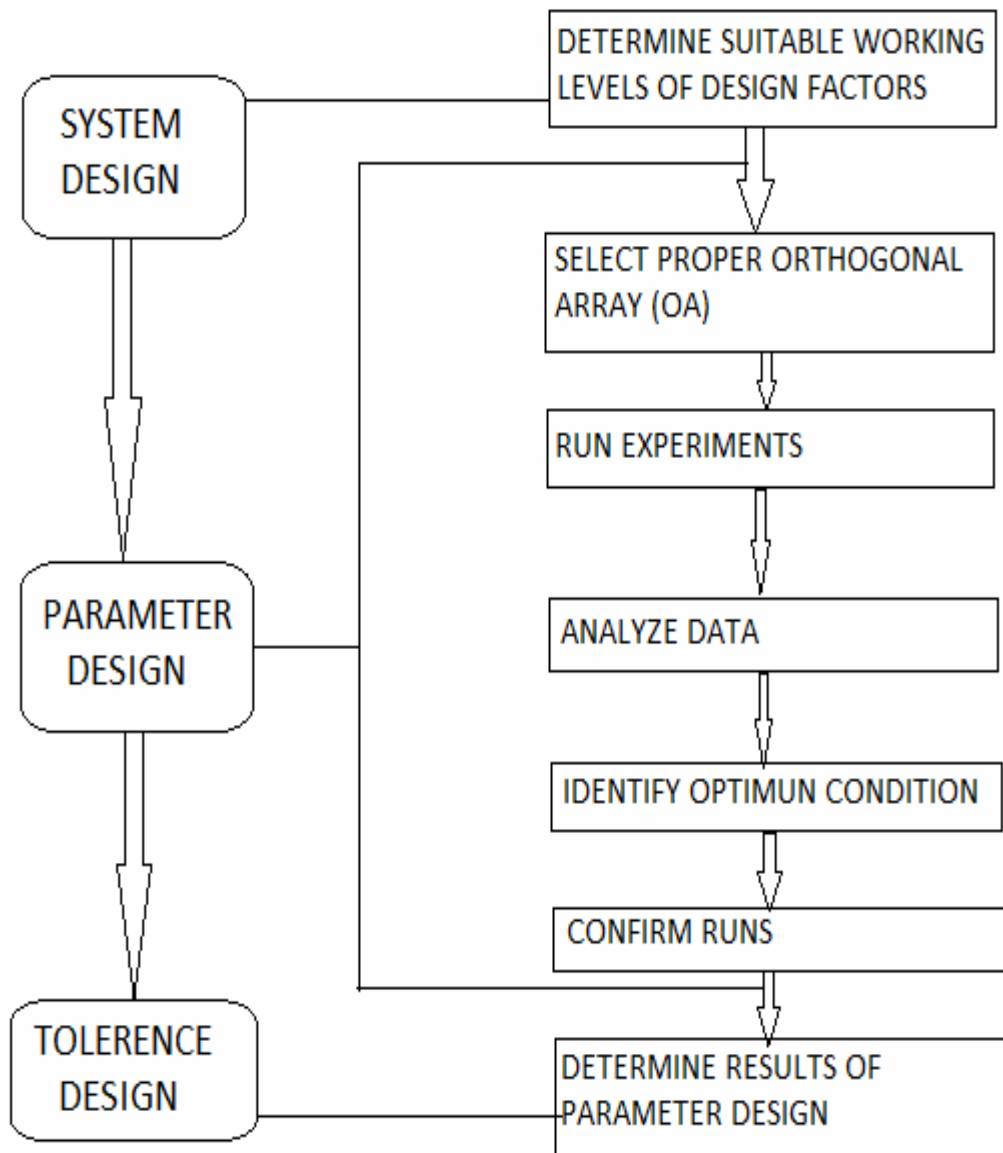 DETERMINE SUITABLE WORKING
LEVELS OF DESIGN FACTORS
SYSTEM
DESIGN
SELECT PROPER ORTHOGONAL
ARRAY (OA)
RUN EXPERIMENTS
PARAMETER
DESIGN
ANALYZE DATA
IDENTIFY OPTIMUN CONDITION
CONFIRM RUNS
TOLERENCE
DESIGN
DETERMINE RESULTS OF
PARAMETER DESIGN